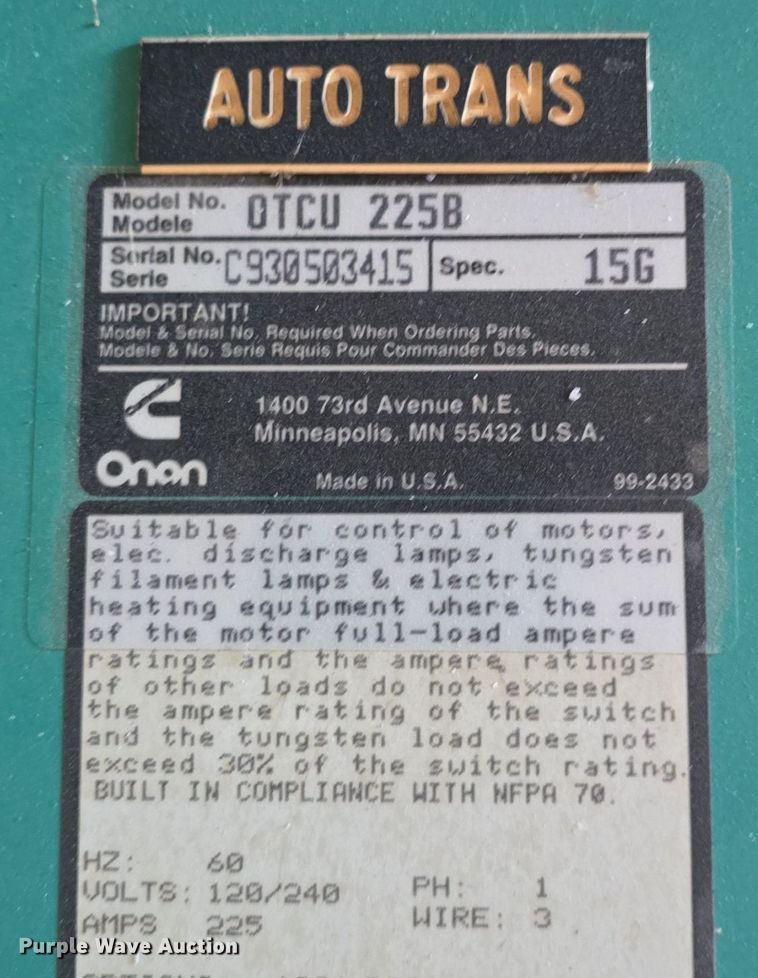 AUTO TRANS
Model No. OTCU 225B
Modele
Serial No. C930503415 Spec. 15G
Serie
IMPORTANT!
Model & Serial No. Required When Ordering Parts.
Modele & No. Serie Requis Pour Commander Des Pieces.
1400 73rd Avenue N.E.
Minneapolis, MN 55432 U.S.A.
Onan
Made in U.S.A. 99-2433
Suitable for control of motors,
elec. discharge lamps, tungsten
filament lamps & electric
heating equipment where the sum
of the motor full-load ampere
ratings and the ampere ratings
of other loads do not exceed
the ampere rating of the switch
and the tungsten load does not
exceed 30% of the switch rating.
BUILT IN COMPLIANCE WITH NFPA 70.
HZ: 60
VOLTS: 120/240 PH: 1
AMPS 225 WIRE: 3
Purple Wave Auction